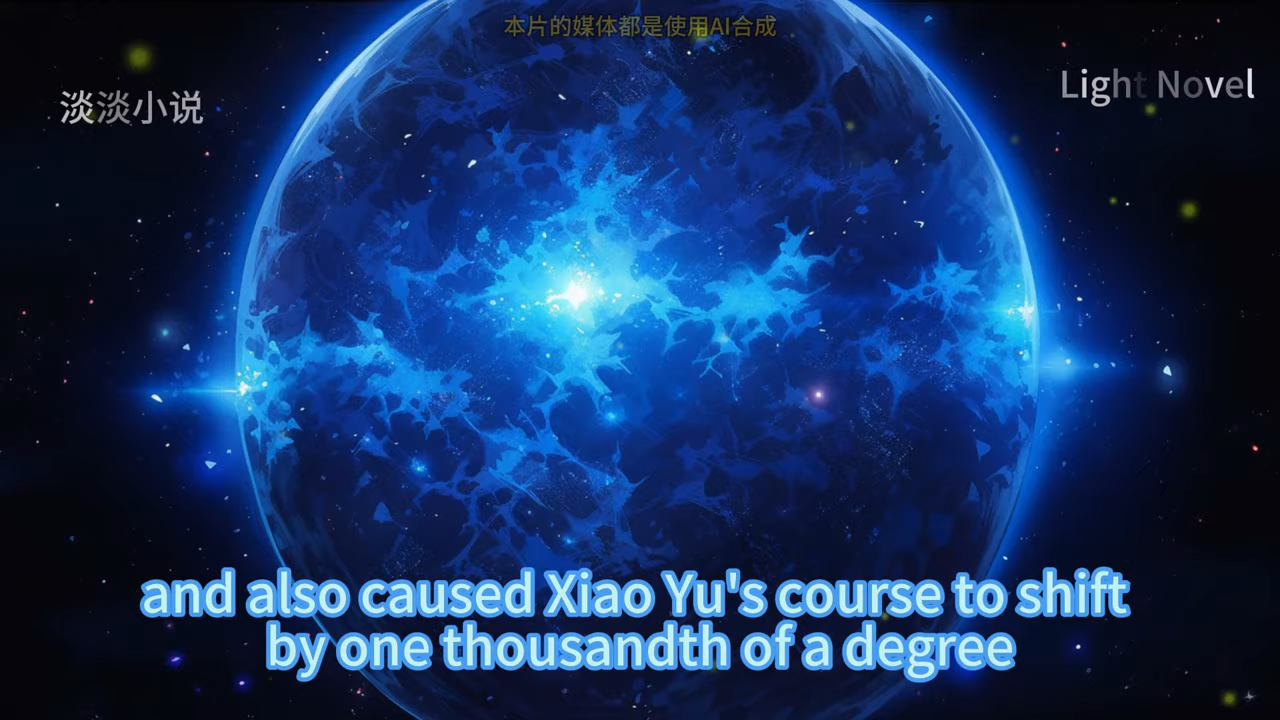 本片的媒体都是使用AI合成
淡淡小说
Light Novel
and also caused Xiao Yu's course to shift
by one thousandth of a degree